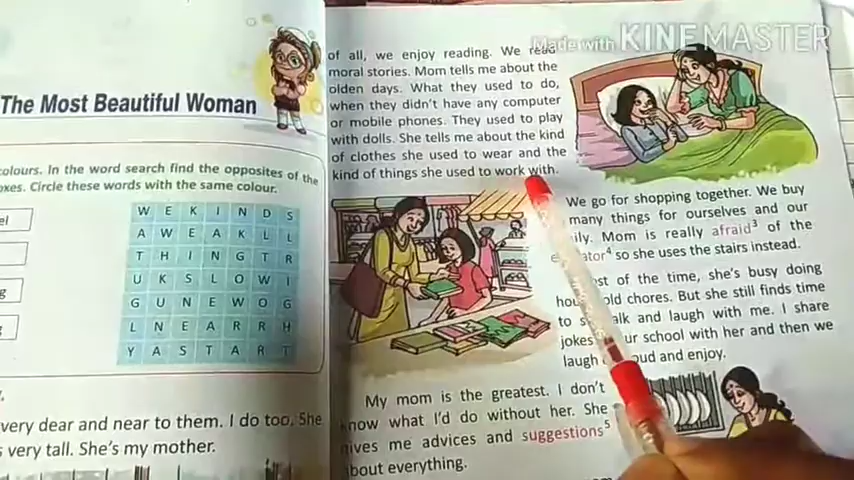 Made with KINEMASTER
The Most Beautiful Woman
colours. In the word search find the opposites of the
oxes. Circle these words with the same colour.
el
g
g
W E K I N D S
A W E A K L L
T H I N G T R
U K S L O W I
G U N E W O G
L N E A R R H
Y A S T A R T
very dear and near to them. I do too, She
s very tall. She's my mother.
of all, we enjoy reading. We read
moral stories. Mom tells me about the
olden days. What they used to do,
when they didn't have any computer
or mobile phones. They used to play
with dolls. She tells me about the kind
of clothes she used to wear and the
kind of things she used to work with.
My mom is the greatest. I don't
know what I'd do without her. She
gives me advices and suggestions5
about everything.
We go for shopping together. We buy
many things for ourselves and our
ily. Mom is really afraid3 of the
ator4 so she uses the stairs instead.
st of the time, she's busy doing
hou old chores. But she still finds time
to alk and laugh with me. I share
jokes ur school with her and then we
laugh oud and enjoy.